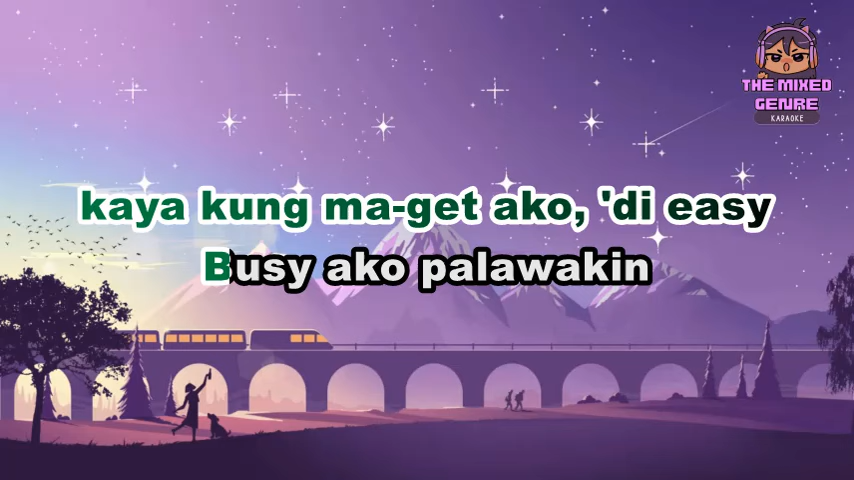 THE MIXED
GENRE
KARAOKE
kaya kung ma-get ako, 'di easy
Busy ako palawakin